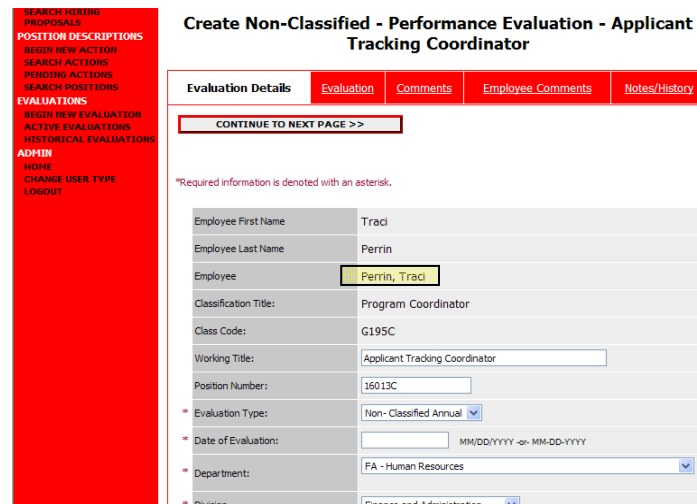 SEARCH HIRING
PROPOSALS
POSITION DESCRIPTIONS
BEGIN NEW ACTION
SEARCH ACTIONS
PENDING ACTIONS
SEARCH POSITIONS
EVALUATIONS
BEGIN NEW EVALUATION
ACTIVE EVALUATIONS
HISTORICAL EVALUATIONS
ADMIN
HOME
CHANGE USER TYPE
LOGOUT
Create Non-Classified - Performance Evaluation - Applicant
Tracking Coordinator
Evaluation Details Evaluation Comments Employee Comments Notes/History
CONTINUE TO NEXT PAGE >>
*Required information is denoted with an asterisk.
Employee First Name Traci
Employee Last Name Perrin
Employee Perrin, Traci
Classification Title: Program Coordinator
Class Code: G195C
Working Title: Applicant Tracking Coordinator
Position Number: 16013C
* Evaluation Type: Non- Classified Annual
* Date of Evaluation: MM/DD/YYYY -or- MM-DD-YYYY
* Department: FA - Human Resources
* Division Finance and Administration